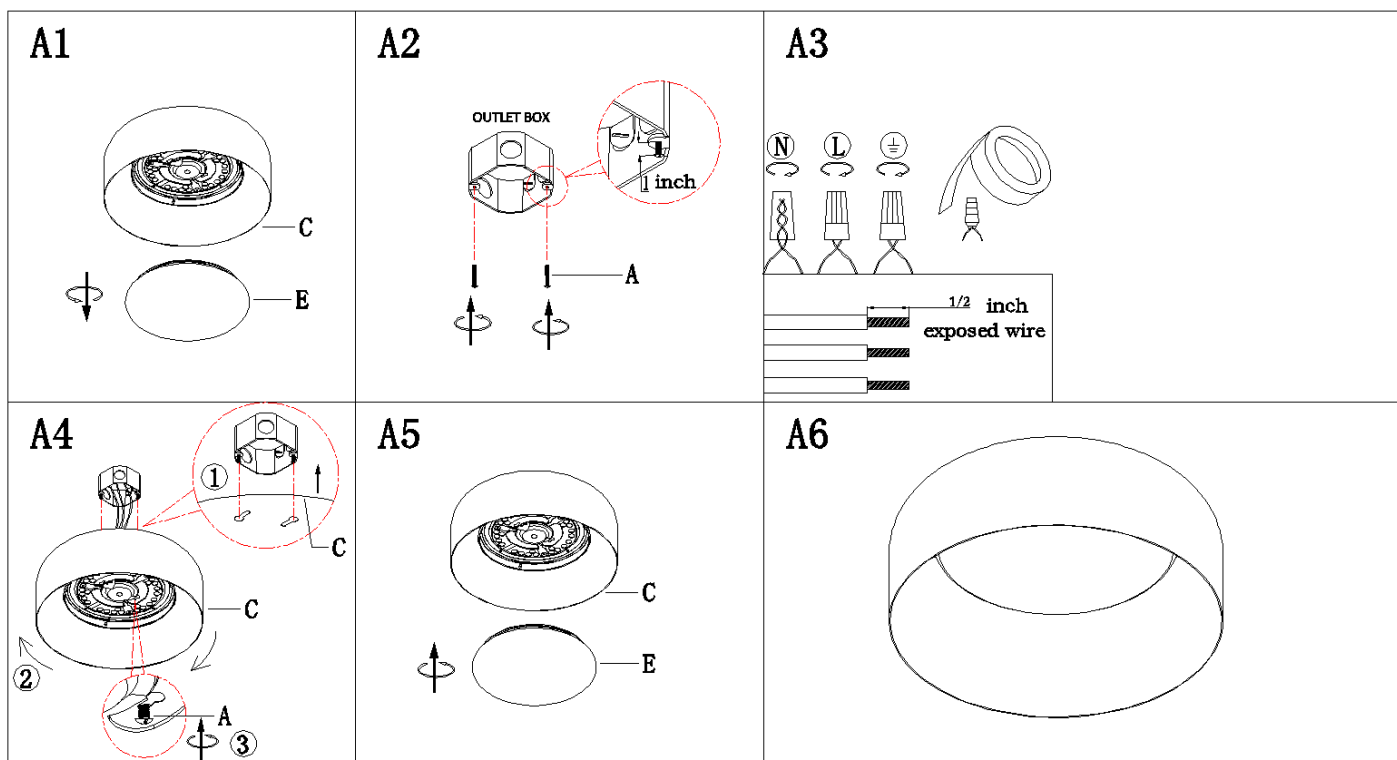 A1
C
E
A2
OUTLET BOX
1 inch
A
A3
N
L
1/2 inch
exposed wire
A4
1
C
C
2
A
3
A5
C
E
A6